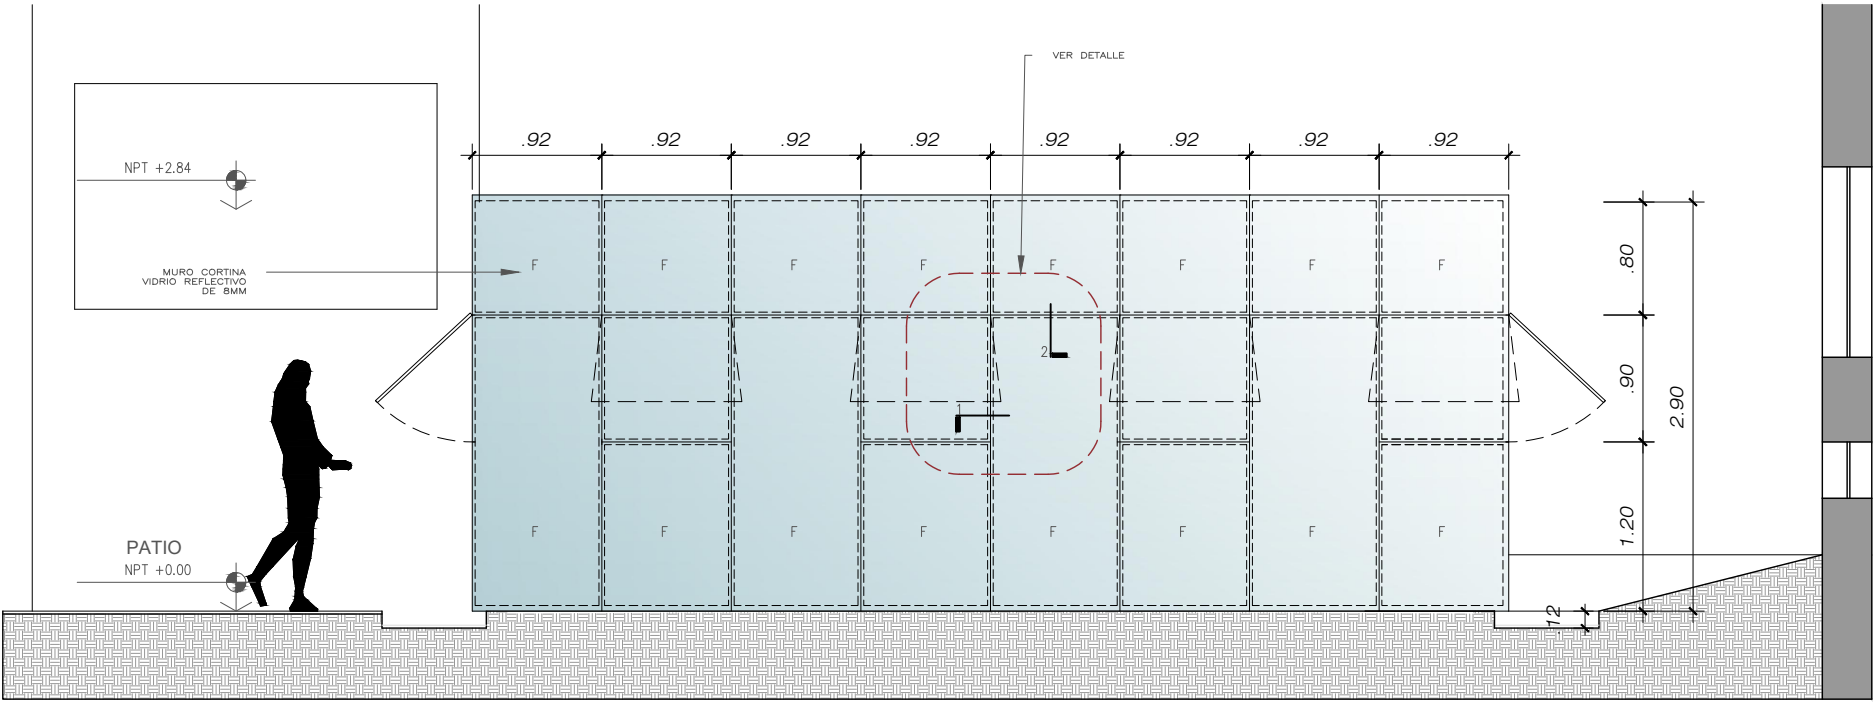 VER DETALLE
.92 .92 .92 .92 .92 .92 .92 .92
NPT +2.84
MURO CORTINA
VIDRIO REFLECTIVO
DE 8MM
F F F F F F F F
.80
2
.90
2.90
1
F F F F F F F F
1.20
PATIO
NPT +0.00
.12